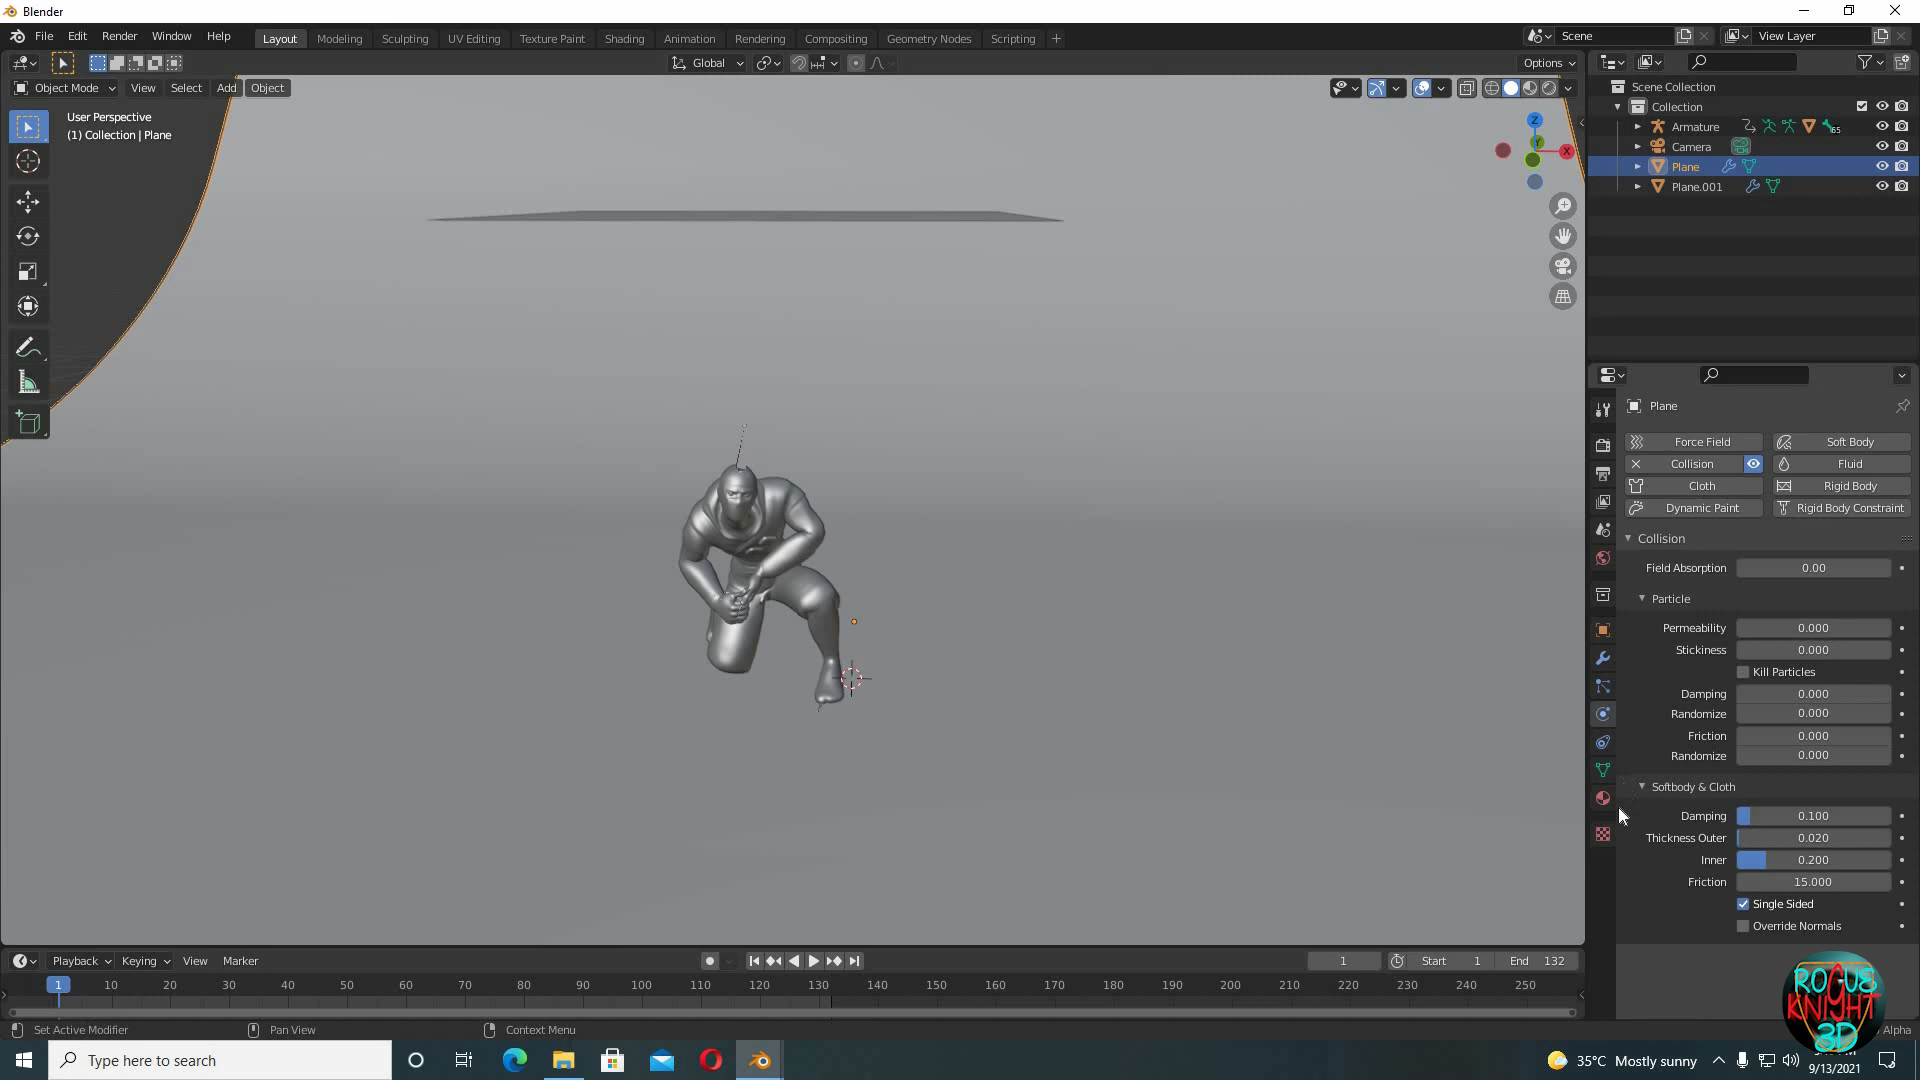 Blender
File Edit Render Window Help
Layout Modeling Sculpting UV Editing Texture Paint Shading Animation Rendering Compositing Geometry Nodes Scripting +
Scene
View Layer
Global
Options
Object Mode View Select Add Object
User Perspective
(1) Collection | Plane
Z
Y
X
Scene Collection
Collection
Armature
65
Camera
Plane
Plane.001
Plane
Force Field Soft Body
Collision Fluid
Cloth Rigid Body
Dynamic Paint Rigid Body Constraint
Collision
Field Absorption 0.00
Particle
Permeability 0.000
Stickiness 0.000
Kill Particles
Damping 0.000
Randomize 0.000
Friction 0.000
Randomize 0.000
Softbody & Cloth
Damping 0.100
Thickness Outer 0.020
Inner 0.200
Friction 15.000
Single Sided
Override Normals
Playback Keying View Marker
1 Start 1 End 132
1 10 20 30 40 50 60 70 80 90 100 110 120 130 140 150 160 170 180 190 200 210 220 230 240 250
Set Active Modifier Pan View Context Menu
Alpha
ROGUE
KNIGHT
3D
Type here to search
35°C Mostly sunny
9/13/2021